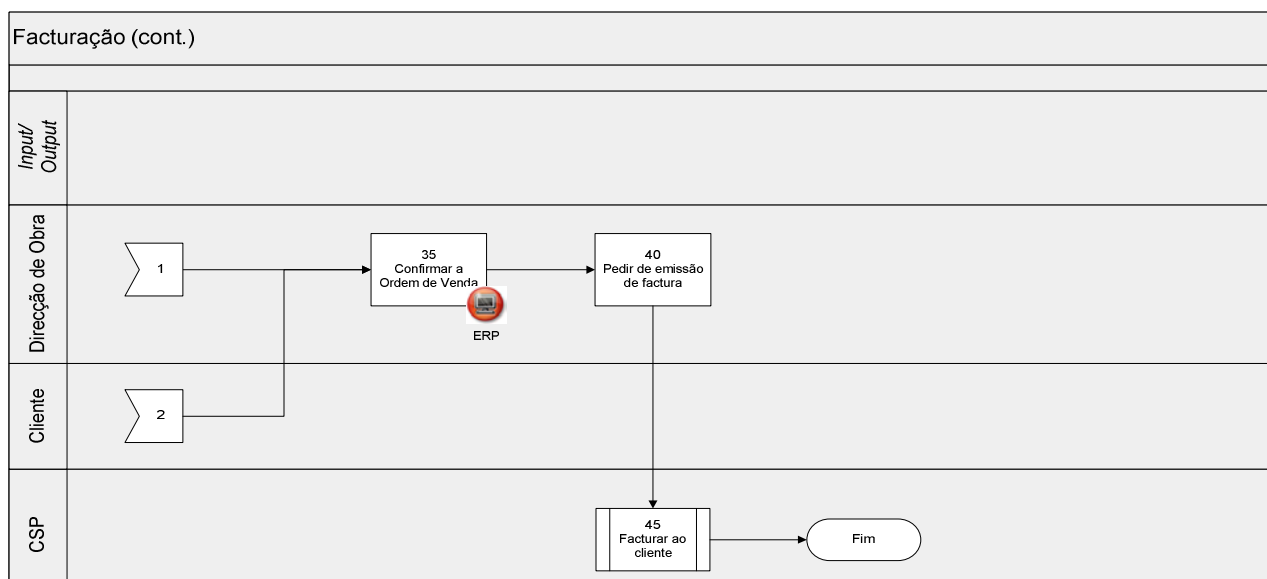 Facturação (cont.)
Input/
Output
Direcção de Obra
1
35
Confirmar a
Ordem de Venda
ERP
40
Pedir de emissão
de factura
Cliente
2
CSP
45
Facturar ao
cliente
Fim